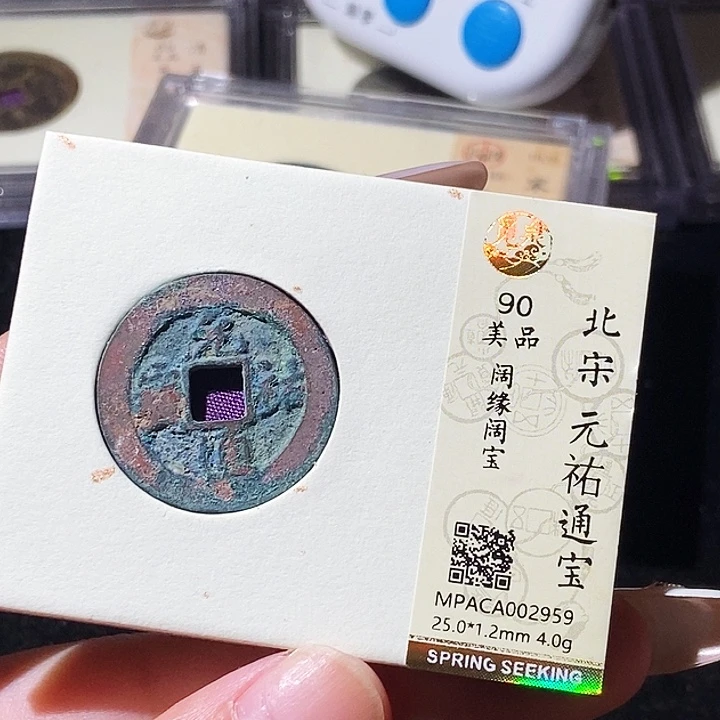 90
美品
阔缘阔宝
北宋 元祐通宝
MPACA002959
25.0*1.2mm 4.0g
SPRING SEEKING